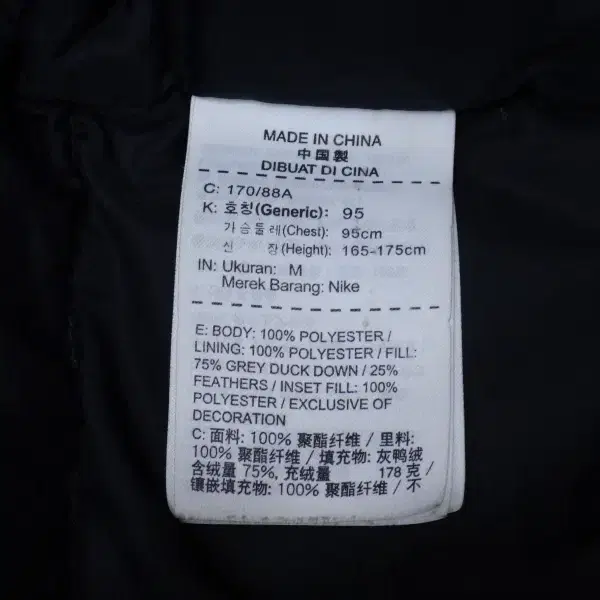 MADE IN CHINA
中国製
DIBUAT DI CINA
C: 170/88A
K: 호칭(Generic): 95
가슴둘레(Chest): 95cm
신 장(Height): 165-175cm
IN: Ukuran: M
Merek Barang: Nike
E: BODY: 100% POLYESTER /
LINING: 100% POLYESTER / FILL:
75% GREY DUCK DOWN / 25%
FEATHERS / INSET FILL: 100%
POLYESTER / EXCLUSIVE OF
DECORATION
C: 面料: 100% 聚酯纤维 / 里料:
100% 聚酯纤维 / 填充物: 灰鸭绒
含绒量 75%, 充绒量 178 克 /
镶嵌填充物: 100% 聚酯纤维 / 不